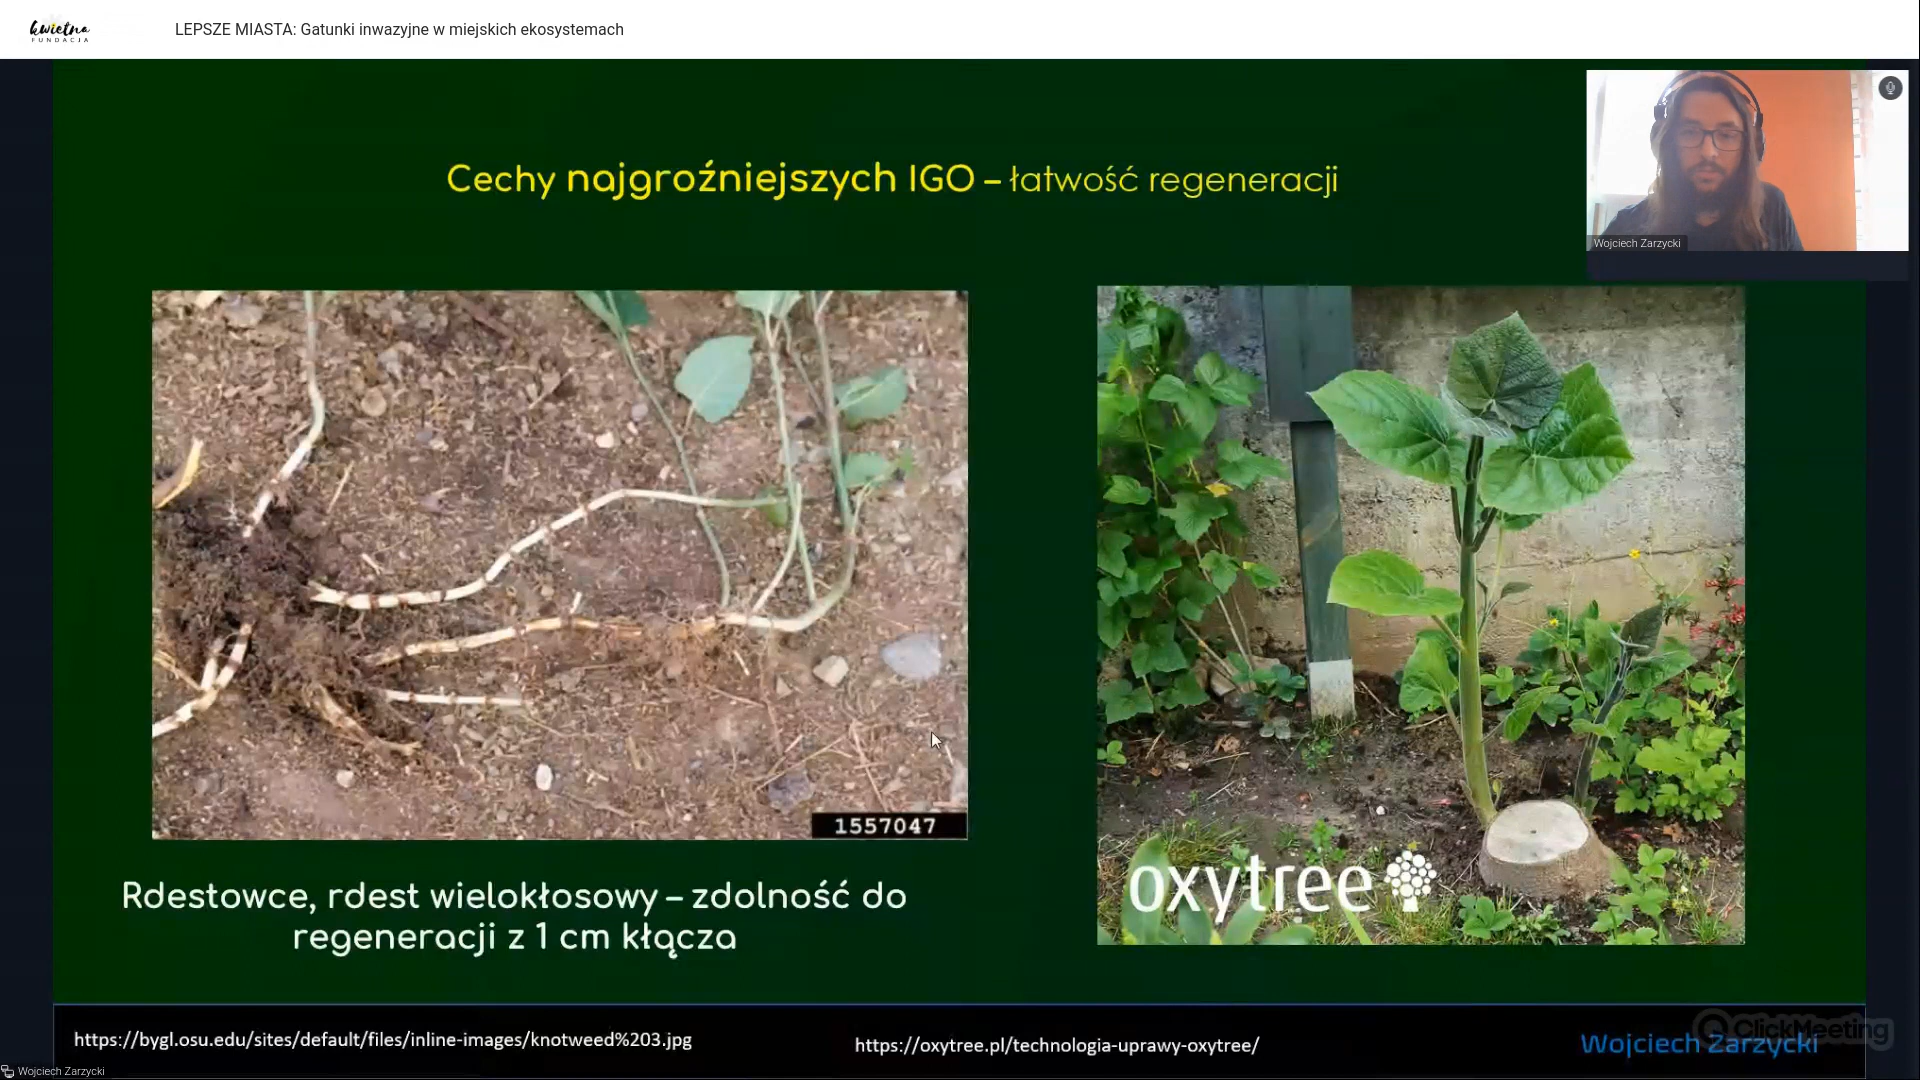 kwietna
FUNDACJA
LEPSZE MIASTA: Gatunki inwazyjne w miejskich ekosystemach
Cechy najgroźniejszych IGO – łatwość regeneracji
Wojciech Zarzycki
1557047
oxytree
Rdestowce, rdest wielokłosowy – zdolność do
regeneracji z 1 cm kłącza
https://bygl.osu.edu/sites/default/files/inline-images/knotweed%203.jpg
https://oxytree.pl/technologia-uprawy-oxytree/
Wojciech Zarzycki
ClickMeeting
Wojciech Zarzycki